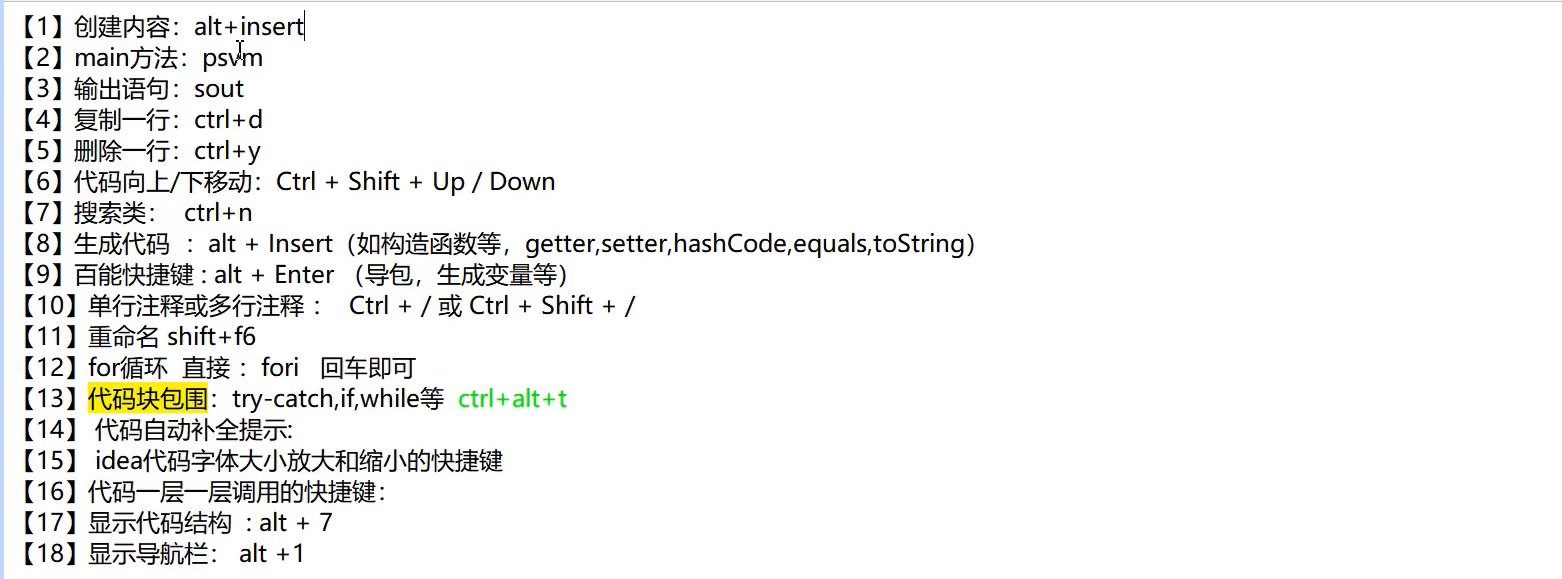 【1】创建内容：alt+insert
【2】main方法：psvm
【3】输出语句：sout
【4】复制一行：ctrl+d
【5】删除一行：ctrl+y
【6】代码向上/下移动：Ctrl + Shift + Up / Down
【7】搜索类： ctrl+n
【8】生成代码 ：alt + Insert（如构造函数等，getter,setter,hashCode,equals,toString）
【9】百能快捷键 : alt + Enter （导包，生成变量等）
【10】单行注释或多行注释 ： Ctrl + / 或 Ctrl + Shift + /
【11】重命名 shift+f6
【12】for循环 直接 ：fori 回车即可
【13】代码块包围：try-catch,if,while等 ctrl+alt+t
【14】 代码自动补全提示:
【15】 idea代码字体大小放大和缩小的快捷键
【16】代码一层一层调用的快捷键：
【17】显示代码结构 : alt + 7
【18】显示导航栏： alt +1